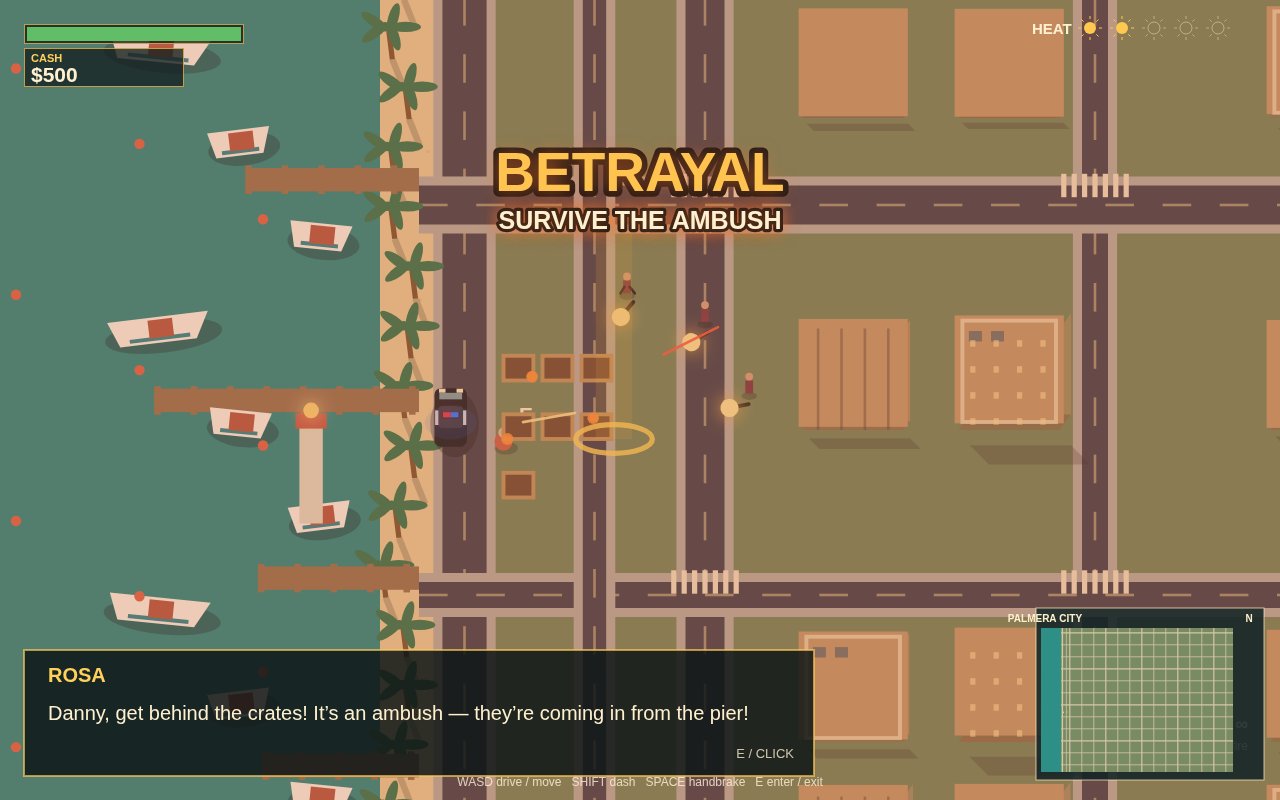 CASH
$500
HEAT
BETRAYAL
SURVIVE THE AMBUSH
ROSA
Danny, get behind the crates! It's an ambush — they're coming in from the pier!
E / CLICK
WASD drive / move SHIFT dash SPACE handbrake E enter / exit
PALMERA CITY
N